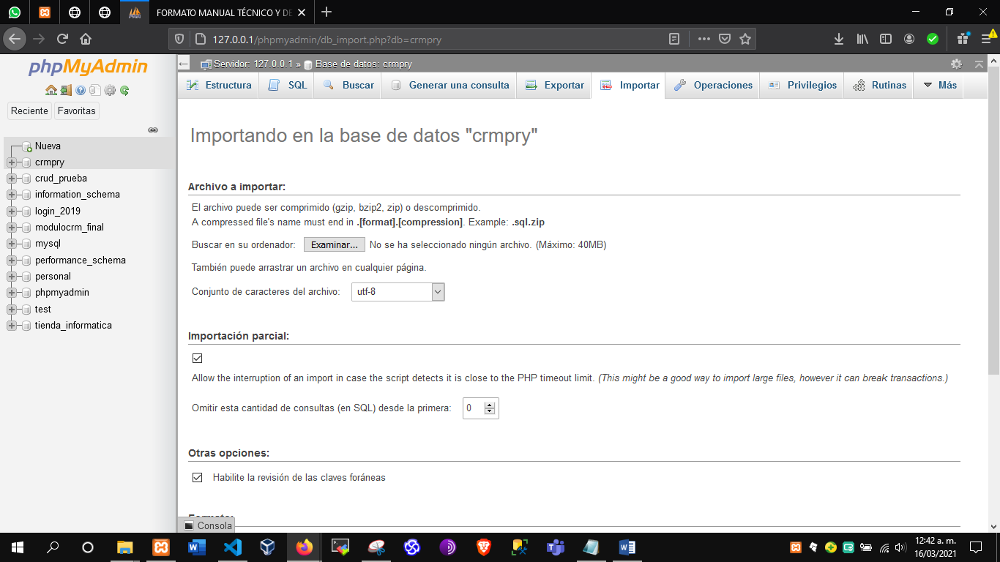 FORMATO MANUAL TÉCNICO Y DE
127.0.0.1/phpmyadmin/db_import.php?db=crmpry
phpMyAdmin
Reciente Favoritas
Nueva
crmpry
crud_prueba
information_schema
login_2019
modulocrm_final
mysql
performance_schema
personal
phpmyadmin
test
tienda_informatica
Servidor: 127.0.0.1 » Base de datos: crmpry
Estructura SQL Buscar Generar una consulta Exportar Importar Operaciones Privilegios Rutinas Más
Importando en la base de datos "crmpry"
Archivo a importar:
El archivo puede ser comprimido (gzip, bzip2, zip) o descomprimido.
A compressed file's name must end in .[format].[compression]. Example: .sql.zip
Buscar en su ordenador: Examinar... No se ha seleccionado ningún archivo. (Máximo: 40MB)
También puede arrastrar un archivo en cualquier página.
Conjunto de caracteres del archivo: utf-8
Importación parcial:
Allow the interruption of an import in case the script detects it is close to the PHP timeout limit. (This might be a good way to import large files, however it can break transactions.)
Omitir esta cantidad de consultas (en SQL) desde la primera: 0
Otras opciones:
Habilite la revisión de las claves foráneas
Consola
12:42 a. m.
16/03/2021